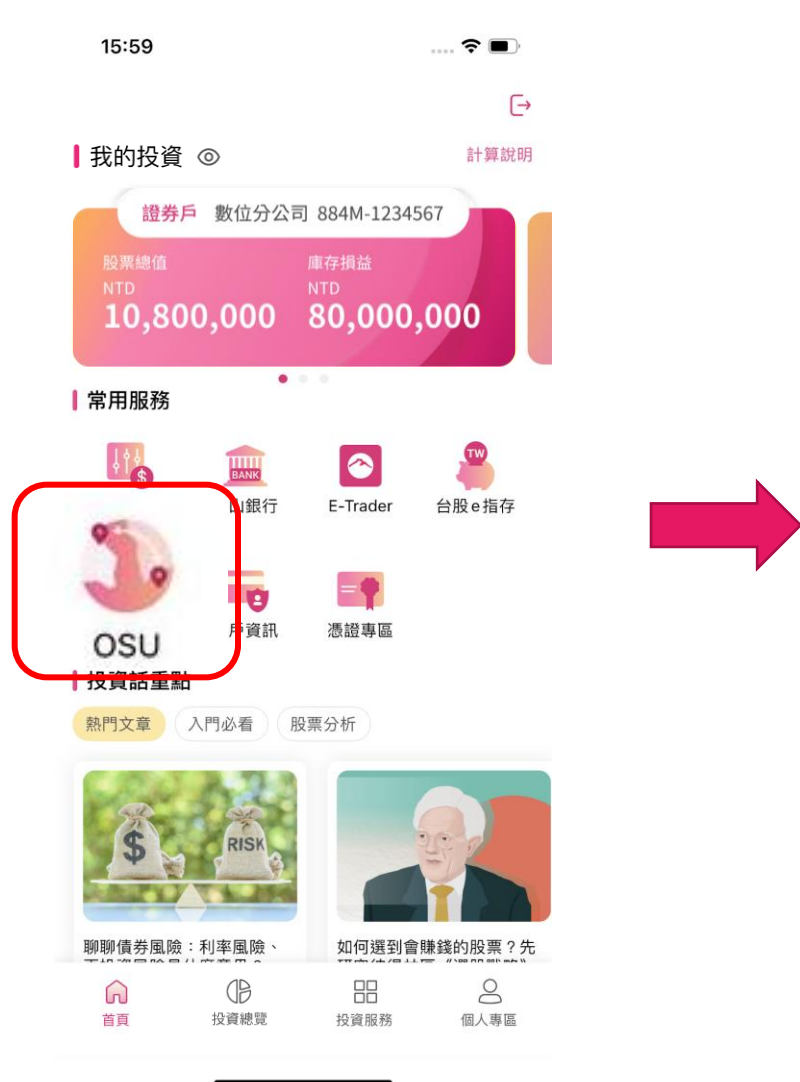 15:59
我的投資
計算說明
證券戶 數位分公司 884M-1234567
股票總值
NTD
10,800,000
庫存損益
NTD
80,000,000
常用服務
$
BANK
TW
山銀行
E-Trader
台股e指存
OSU
戶資訊
憑證專區
投資話重點
熱門文章
入門必看
股票分析
$
RISK
聊聊債券風險：利率風險、
如何選到會賺錢的股票？先
首頁
投資總覽
投資服務
個人專區